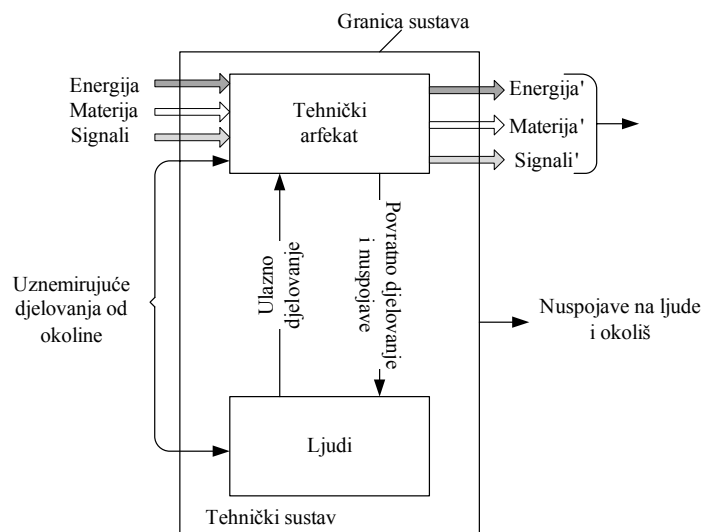 Granica sustava
Energija
Materija
Signali
Tehnički
arfekat
Energija'
Materija'
Signali'
Uznemirujuće
djelovanja od
okoline
Ulazno
djelovanje
Povratno djelovanje
i nuspojave
Nuspojave na ljude
i okoliš
Ljudi
Tehnički sustav